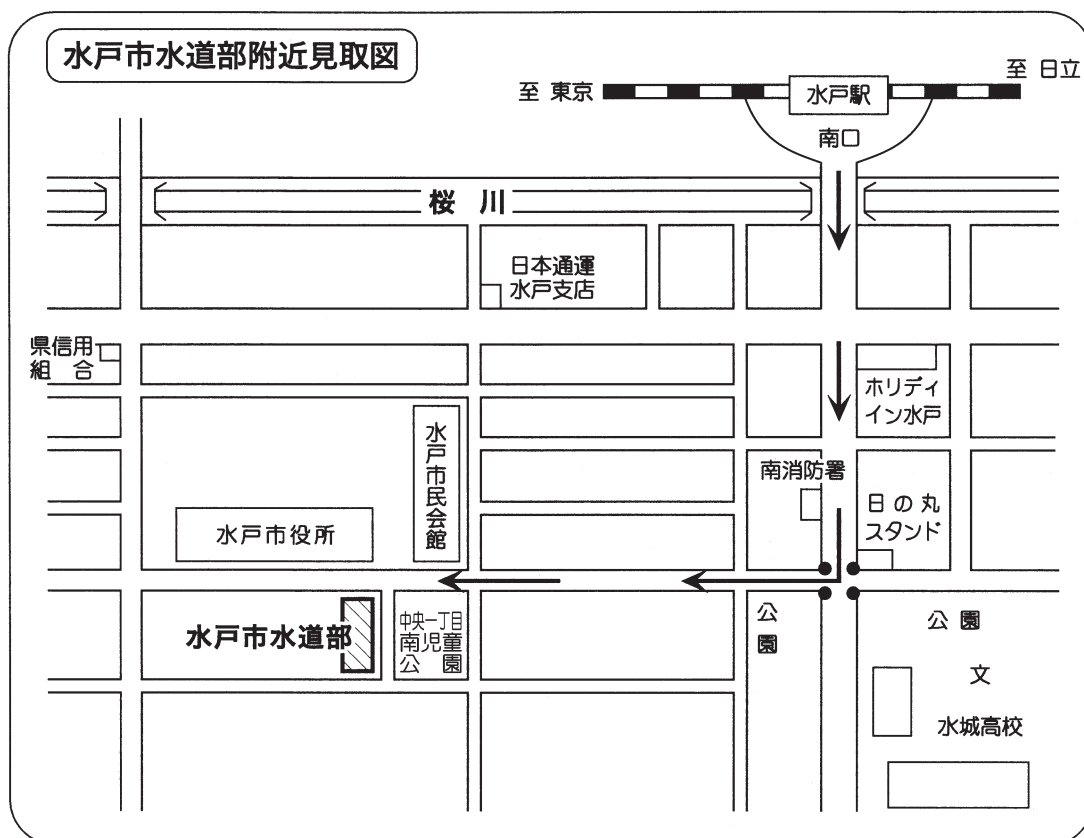 水戸市水道部附近見取図
至 東京
水戸駅
至 日立
南口
桜 川
日本通運
水戸支店
県信用
組 合
ホリディ
イン水戸
水戸市民会館
南消防署
日の丸
スタンド
水戸市役所
水戸市水道部
中央一丁目
南児童
公 園
公
園
公 園
文
水城高校